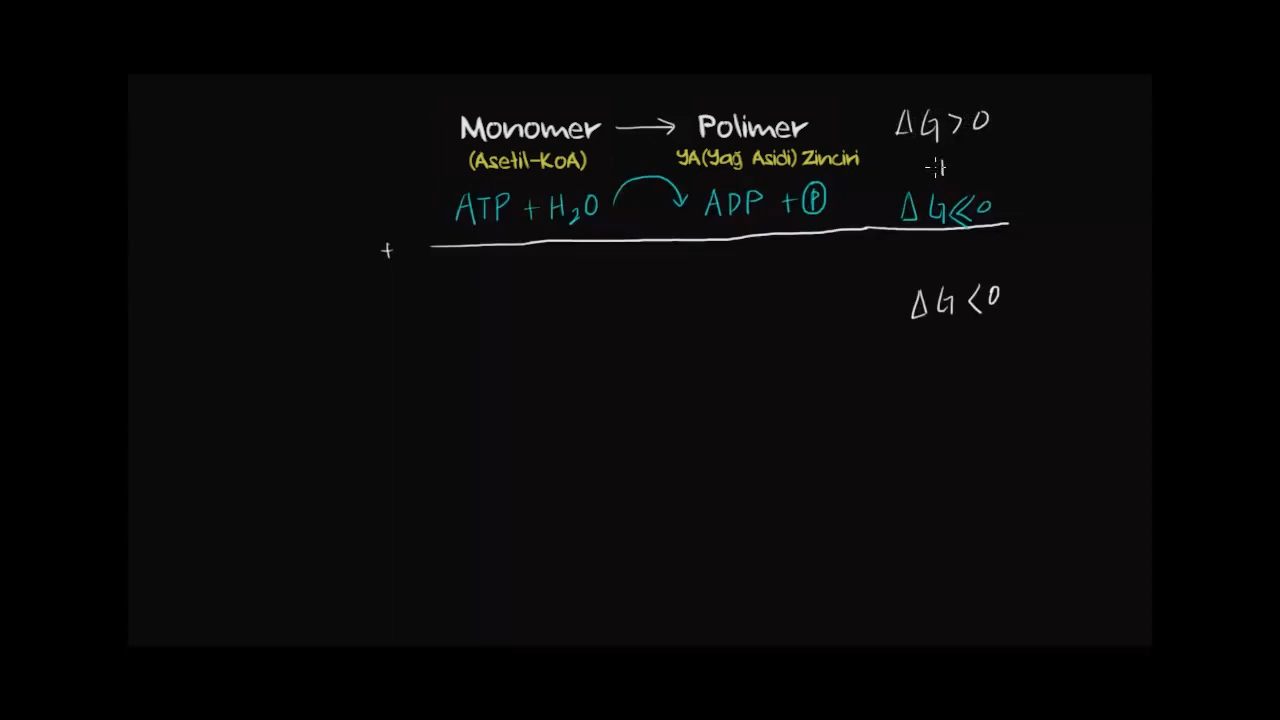 Monomer → Polimer ΔG > 0
(Asetil-KoA) YA(Yağ Asidi) Zinciri
ATP + H₂O ADP + Ⓟ ΔG ≪ 0
+
ΔG < 0